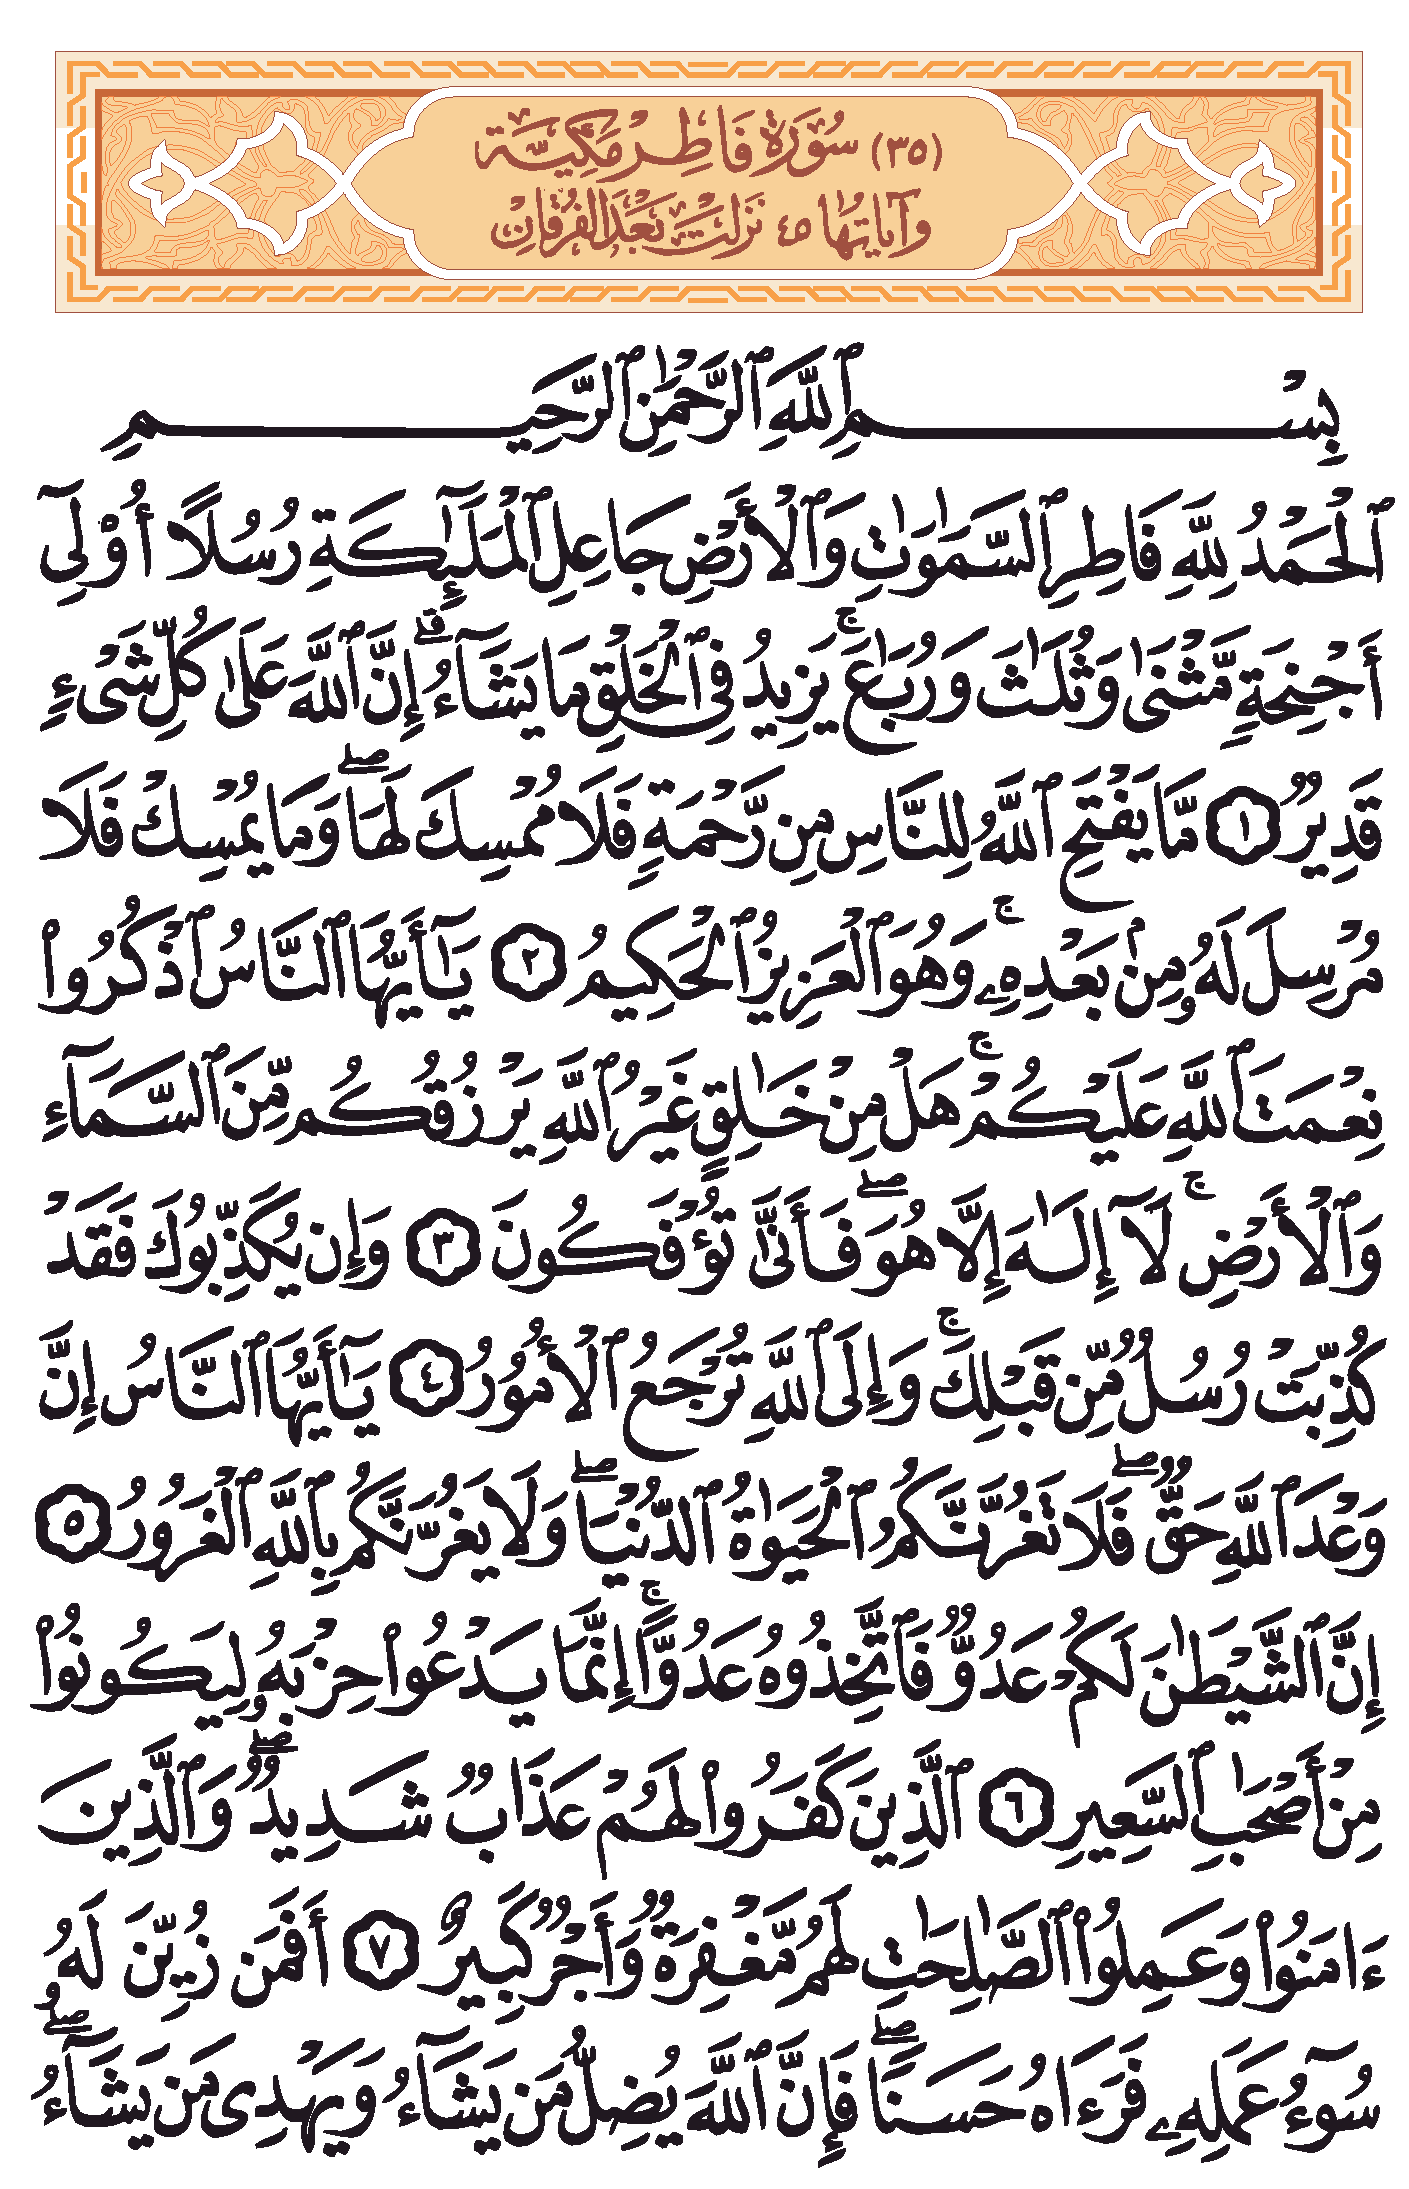 (٣٥) سُورَةُ فَاطِرٍ مَكِّيَّة
وَآيَاتُهَا ٤٥ نَزَلَتْ بَعْدَ الفُرْقَانِ
بِسْمِ ٱللَّهِ ٱلرَّحْمَٰنِ ٱلرَّحِيمِ
ٱلْحَمْدُ لِلَّهِ فَاطِرِ ٱلسَّمَٰوَٰتِ وَٱلْأَرْضِ جَاعِلِ ٱلْمَلَٰٓئِكَةِ رُسُلًا أُو۟لِىٓ
أَجْنِحَةٍ مَّثْنَىٰ وَثُلَٰثَ وَرُبَٰعَ ۚ يَزِيدُ فِى ٱلْخَلْقِ مَا يَشَآءُ ۗ إِنَّ ٱللَّهَ عَلَىٰ كُلِّ شَىْءٍ
قَدِيرٌ ١ مَّا يَفْتَحِ ٱللَّهُ لِلنَّاسِ مِن رَّحْمَةٍ فَلَا مُمْسِكَ لَهَا ۖ وَمَا يُمْسِكْ فَلَا
مُرْسِلَ لَهُۥ مِنۢ بَعْدِهِۦ ۚ وَهُوَ ٱلْعَزِيزُ ٱلْحَكِيمُ ٢ يَٰٓأَيُّهَا ٱلنَّاسُ ٱذْكُرُوا۟
نِعْمَتَ ٱللَّهِ عَلَيْكُمْ ۚ هَلْ مِنْ خَٰلِقٍ غَيْرُ ٱللَّهِ يَرْزُقُكُم مِّنَ ٱلسَّمَآءِ
وَٱلْأَرْضِ ۚ لَآ إِلَٰهَ إِلَّا هُوَ ۖ فَأَنَّىٰ تُؤْفَكُونَ ٣ وَإِن يُكَذِّبُوكَ فَقَدْ
كُذِّبَتْ رُسُلٌ مِّن قَبْلِكَ ۚ وَإِلَى ٱللَّهِ تُرْجَعُ ٱلْأُمُورُ ٤ يَٰٓأَيُّهَا ٱلنَّاسُ إِنَّ
وَعْدَ ٱللَّهِ حَقٌّ ۖ فَلَا تَغُرَّنَّكُمُ ٱلْحَيَوٰةُ ٱلدُّنْيَا ۖ وَلَا يَغُرَّنَّكُم بِٱللَّهِ ٱلْغَرُورُ ٥
إِنَّ ٱلشَّيْطَٰنَ لَكُمْ عَدُوٌّ فَٱتَّخِذُوهُ عَدُوًّا ۚ إِنَّمَا يَدْعُوا۟ حِزْبَهُۥ لِيَكُونُوا۟
مِنْ أَصْحَٰبِ ٱلسَّعِيرِ ٦ ٱلَّذِينَ كَفَرُوا۟ لَهُمْ عَذَابٌ شَدِيدٌ ۖ وَٱلَّذِينَ
ءَامَنُوا۟ وَعَمِلُوا۟ ٱلصَّٰلِحَٰتِ لَهُم مَّغْفِرَةٌ وَأَجْرٌ كَبِيرٌ ٧ أَفَمَن زُيِّنَ لَهُۥ
سُوٓءُ عَمَلِهِۦ فَرَءَاهُ حَسَنًا ۖ فَإِنَّ ٱللَّهَ يُضِلُّ مَن يَشَآءُ وَيَهْدِى مَن يَشَآءُ ۖ